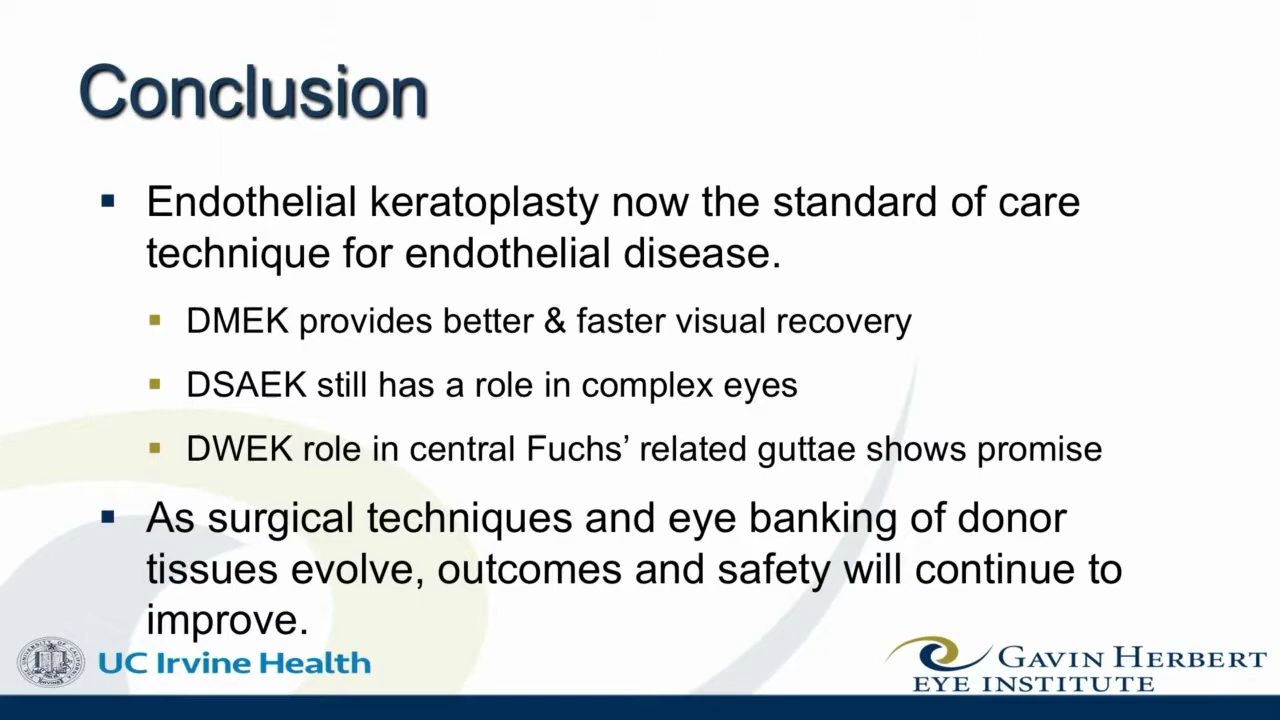 Conclusion
Endothelial keratoplasty now the standard of care
technique for endothelial disease.
DMEK provides better & faster visual recovery
DSAEK still has a role in complex eyes
DWEK role in central Fuchs’ related guttae shows promise
As surgical techniques and eye banking of donor
tissues evolve, outcomes and safety will continue to
improve.
UC Irvine Health
GAVIN HERBERT
EYE INSTITUTE